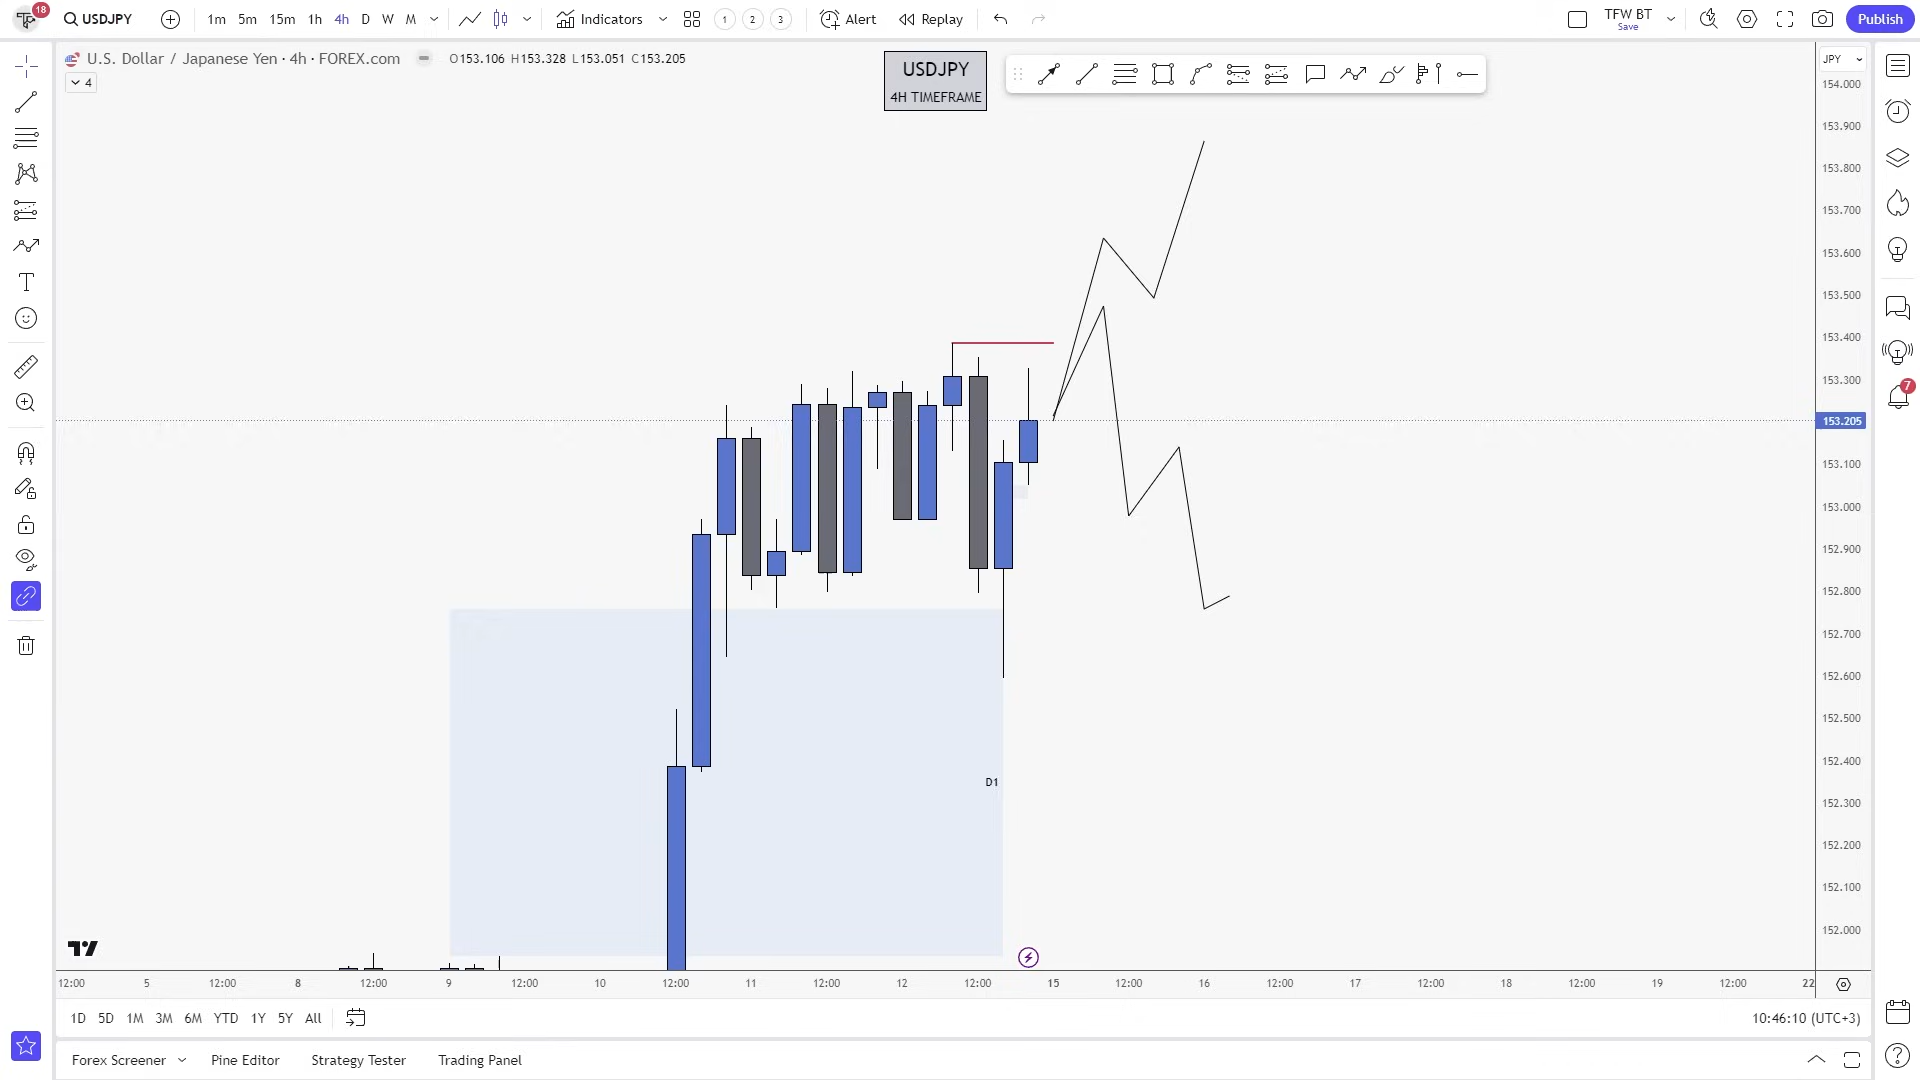 18
USDJPY
1m 5m 15m 1h 4h D W M
Indicators
1 2 3
Alert
Replay
TFW BT
Save
Publish
U.S. Dollar / Japanese Yen · 4h · FOREX.com
O153.106 H153.328 L153.051 C153.205
4
USDJPY
4H TIMEFRAME
JPY
154.000
153.900
153.800
153.700
153.600
153.500
153.400
153.300
153.205
153.100
153.000
152.900
152.800
152.700
152.600
152.500
152.400
152.300
152.200
152.100
152.000
7
D1
12:00 5 12:00 8 12:00 9 12:00 10 12:00 11 12:00 12 12:00 15 12:00 16 12:00 17 12:00 18 12:00 19 12:00 22
1D 5D 1M 3M 6M YTD 1Y 5Y All
10:46:10 (UTC+3)
Forex Screener Pine Editor Strategy Tester Trading Panel